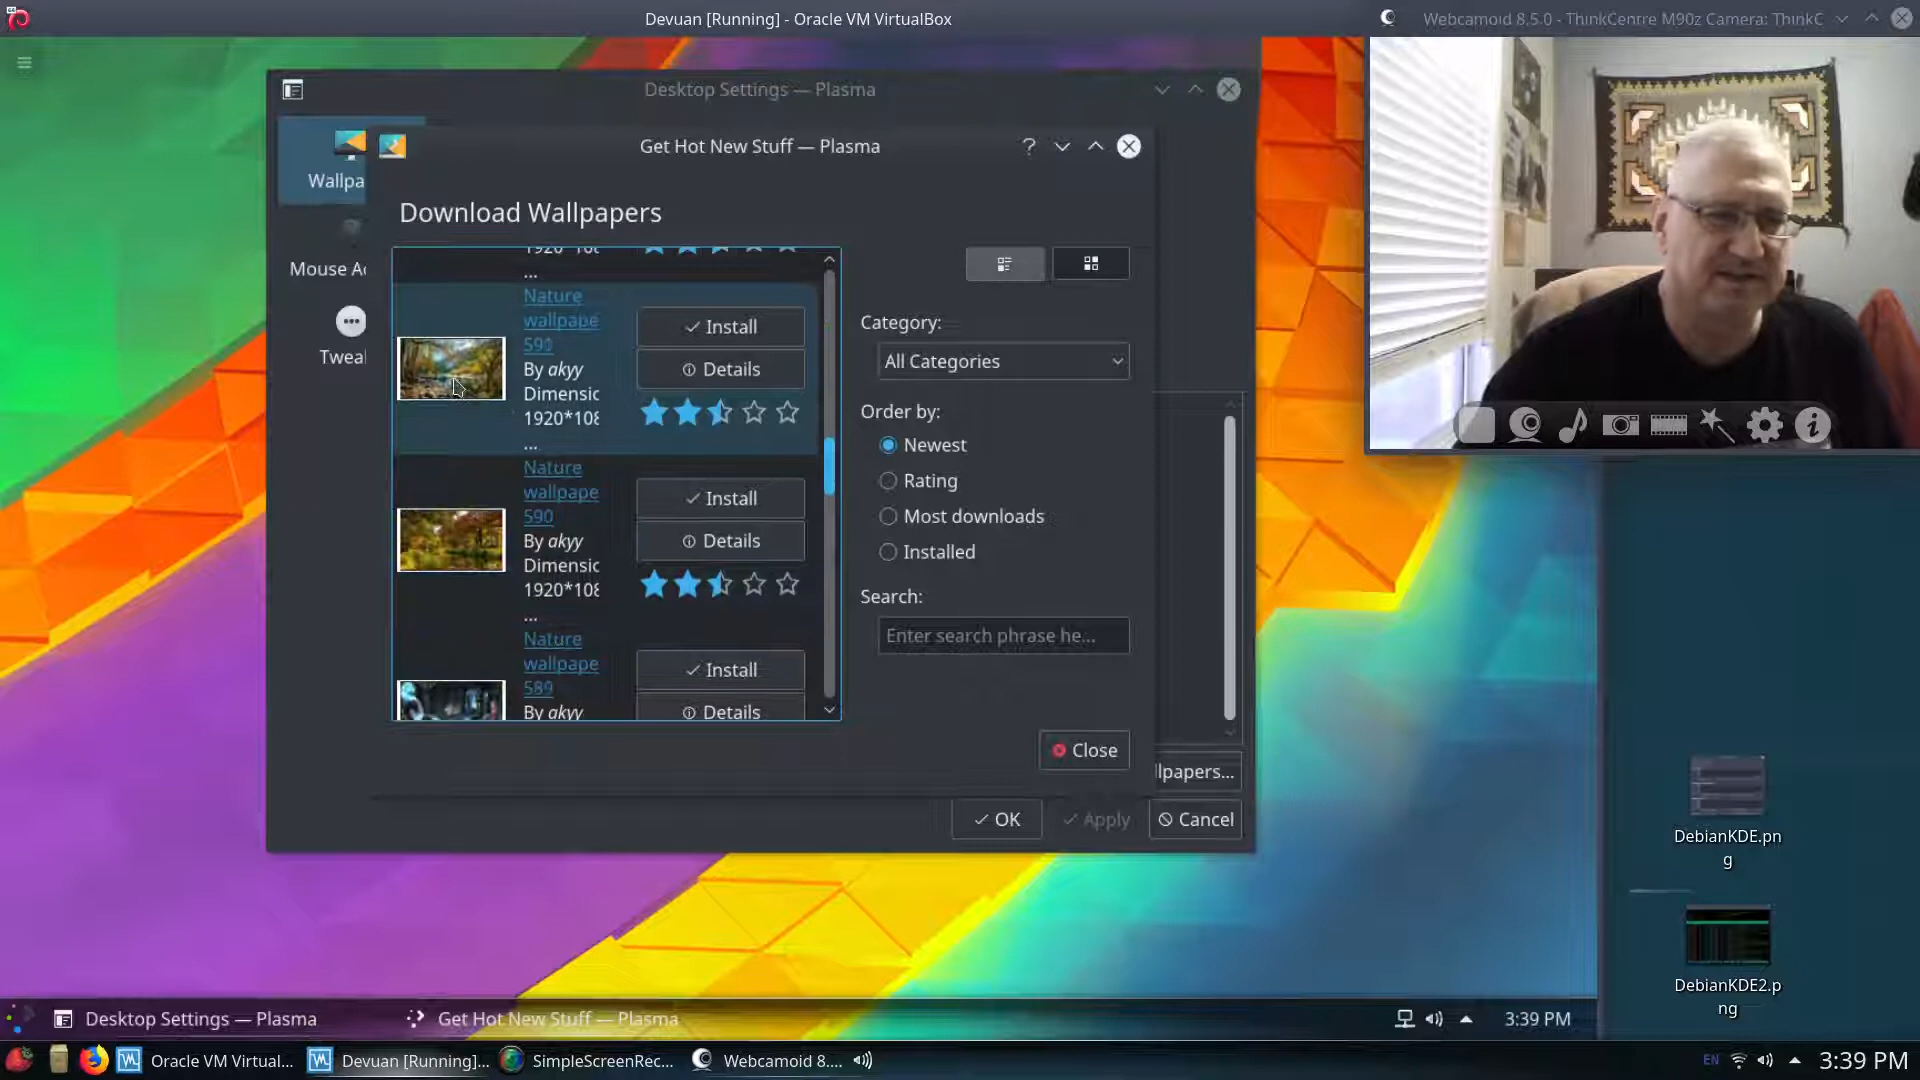 Devuan [Running] - Oracle VM VirtualBox
Webcamoid 8.5.0 - ThinkCentre M90z Camera: ThinkC
Desktop Settings — Plasma
Get Hot New Stuff — Plasma
?
Wallpa
Mouse Ac
Tweal
Download Wallpapers
1920*108
...
Nature
wallpape
591
By akyy
Dimensic
1920*108
...
Install
Details
Nature
wallpape
590
By akyy
Dimensic
1920*108
...
Install
Details
Nature
wallpape
589
By akyy
Install
Details
Category:
All Categories
Order by:
Newest
Rating
Most downloads
Installed
Search:
Enter search phrase he...
Close
llpapers...
OK
Apply
Cancel
DebianKDE.pn
g
DebianKDE2.p
ng
Desktop Settings — Plasma
Get Hot New Stuff — Plasma
3:39 PM
Oracle VM Virtual...
Devuan [Running]...
SimpleScreenRec...
Webcamoid 8....
EN
3:39 PM